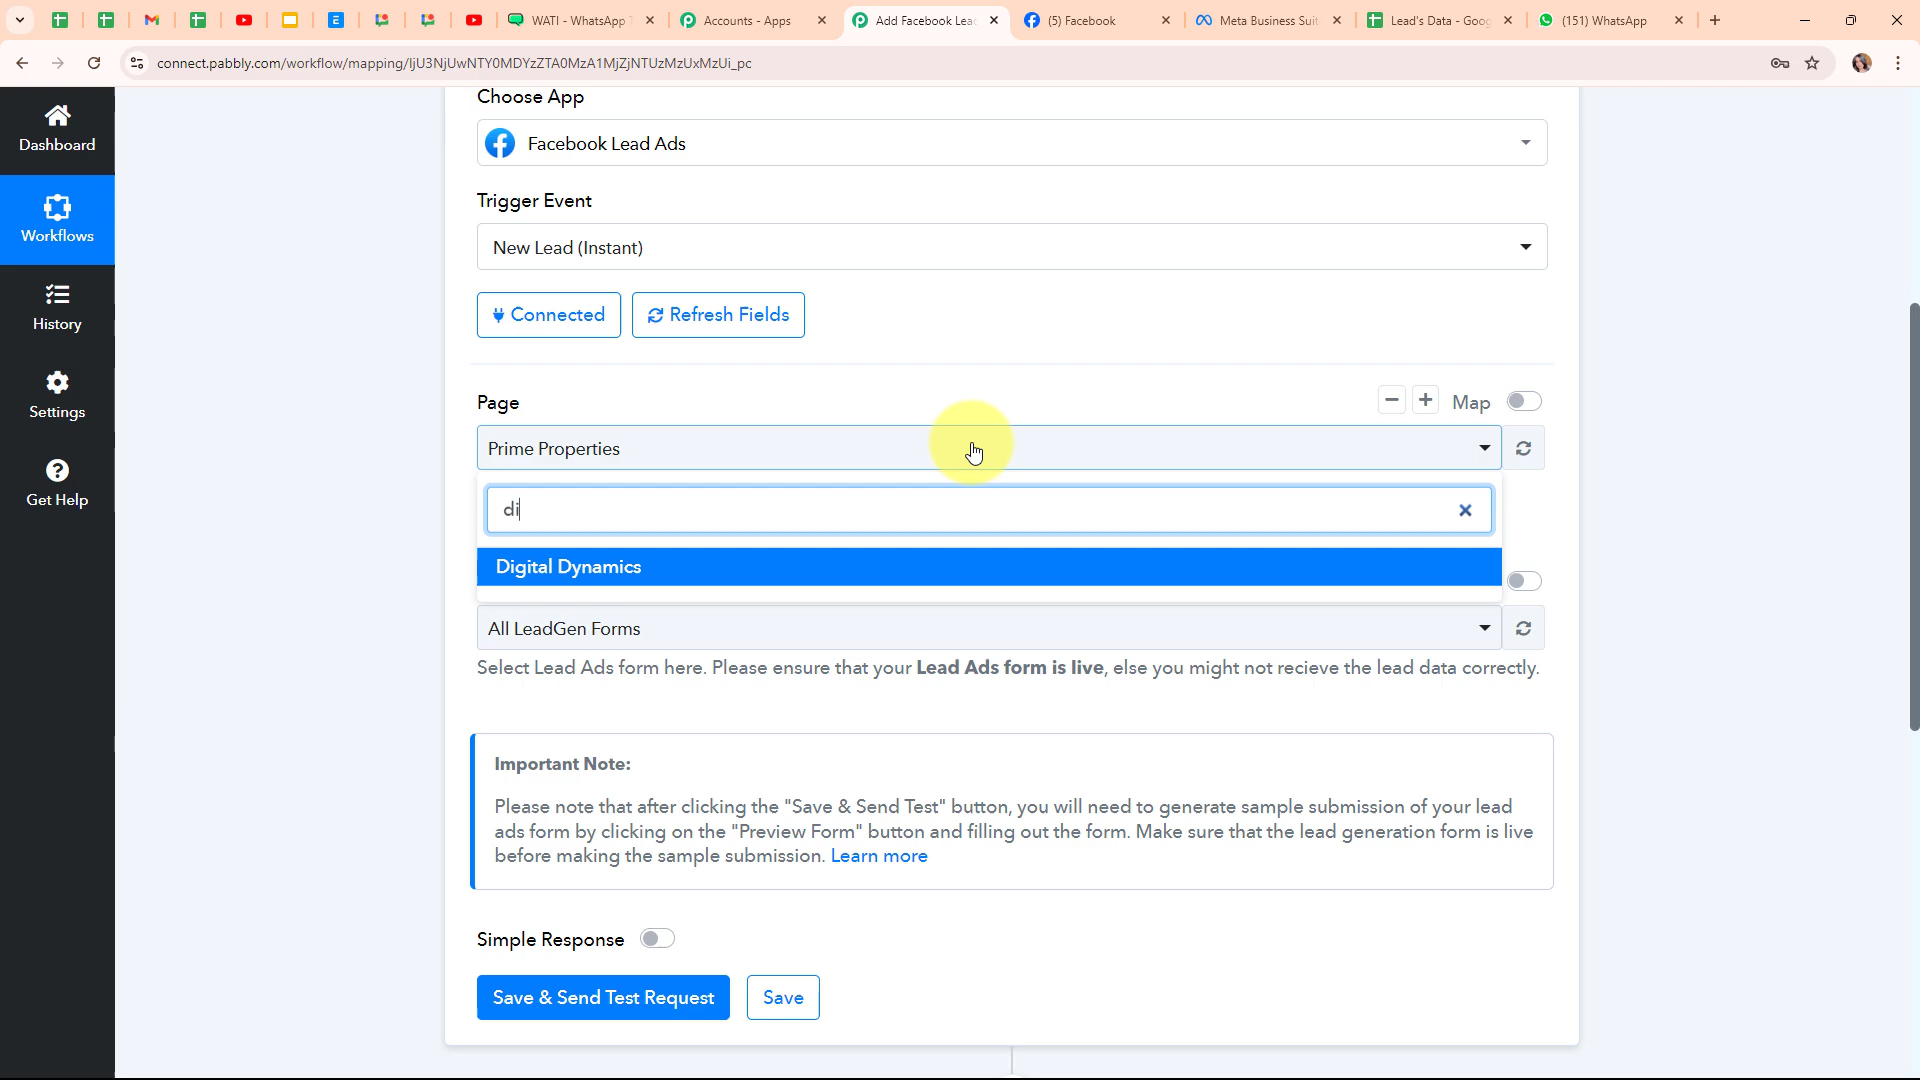 WATI - WhatsApp T
Accounts - Apps
Add Facebook Lea
(5) Facebook
Meta Business Suit
Lead's Data - Goog
(151) WhatsApp
connect.pabbly.com/workflow/mapping/IjU3NjUwNTY0MDYzZTA0MzA1MjZjNTUzMzUxMzUi_pc
Dashboard
Workflows
History
Settings
Get Help
Choose App
Facebook Lead Ads
Trigger Event
New Lead (Instant)
Connected
Refresh Fields
Page
Map
Prime Properties
di
Digital Dynamics
All LeadGen Forms
Select Lead Ads form here. Please ensure that your Lead Ads form is live, else you might not recieve the lead data correctly.
Important Note:
Please note that after clicking the "Save & Send Test" button, you will need to generate sample submission of your lead
ads form by clicking on the "Preview Form" button and filling out the form. Make sure that the lead generation form is live
before making the sample submission. Learn more
Simple Response
Save & Send Test Request
Save